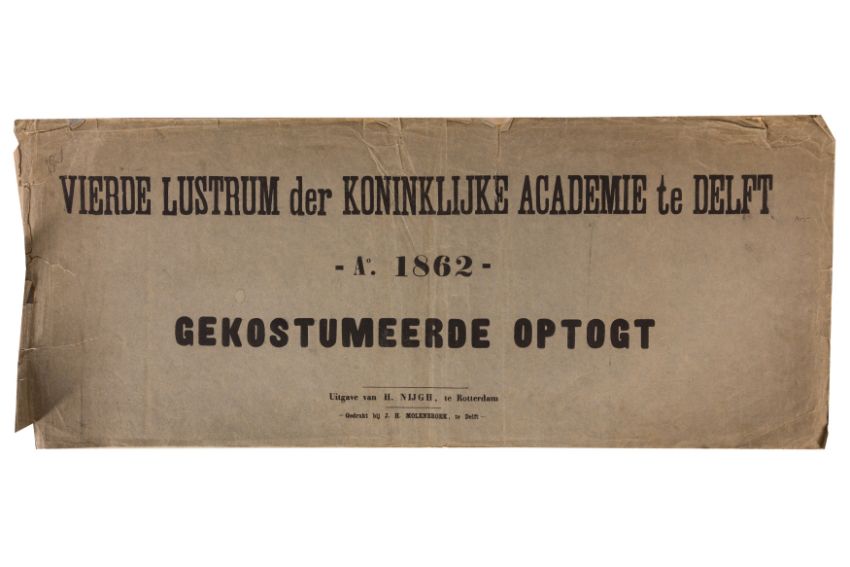 VIERDE LUSTRUM der KONINKLIJKE ACADEMIE te DELFT
- Aº. 1862 -
GEKOSTUMEERDE OPTOGT
Uitgave van H. NIJGH, te Rotterdam
- Gedrukt bij J. H. MOLENBROEK, te Delft -